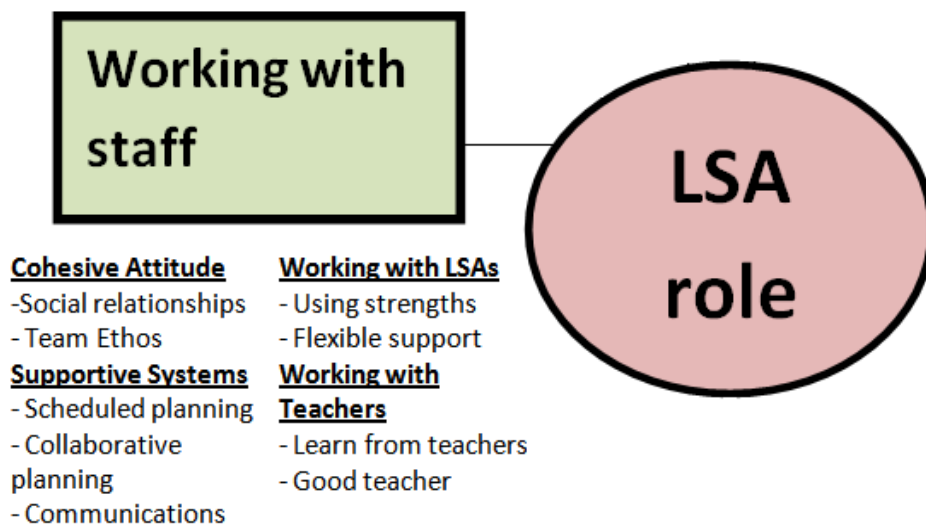 Working with
staff
LSA
role
Cohesive Attitude
-Social relationships
- Team Ethos
Supportive Systems
- Scheduled planning
- Collaborative
planning
- Communications
Working with LSAs
- Using strengths
- Flexible support
Working with
Teachers
- Learn from teachers
- Good teacher